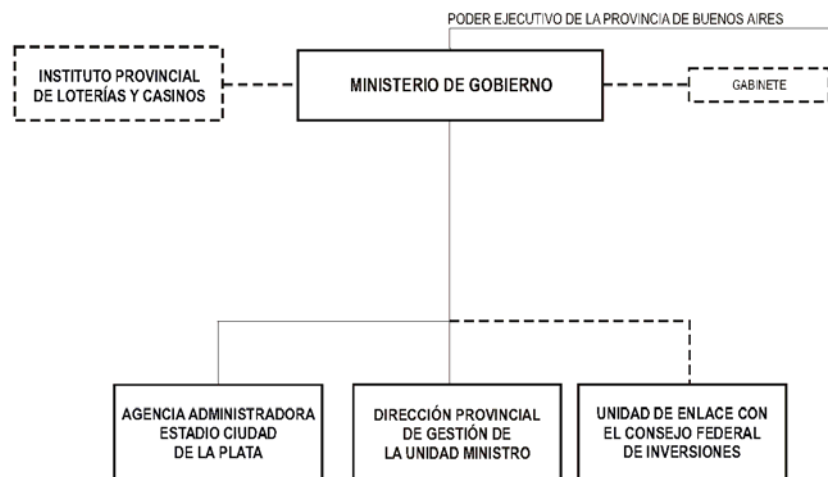 PODER EJECUTIVO DE LA PROVINCIA DE BUENOS AIRES
INSTITUTO PROVINCIAL
DE LOTERÍAS Y CASINOS
MINISTERIO DE GOBIERNO
GABINETE
AGENCIA ADMINISTRADORA
ESTADIO CIUDAD
DE LA PLATA
DIRECCIÓN PROVINCIAL
DE GESTIÓN DE
LA UNIDAD MINISTRO
UNIDAD DE ENLACE CON
EL CONSEJO FEDERAL
DE INVERSIONES